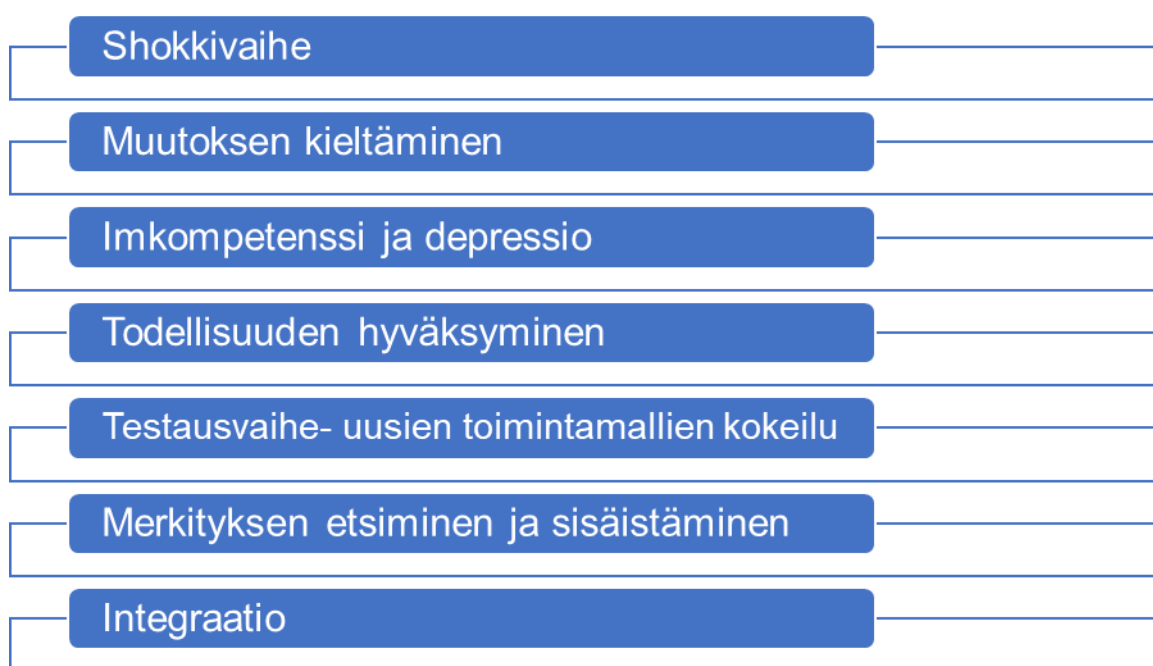 Shokkivaihe
Muutoksen kieltäminen
Imkompetenssi ja depressio
Todellisuuden hyväksyminen
Testausvaihe- uusien toimintamallien kokeilu
Merkityksen etsiminen ja sisäistäminen
Integraatio